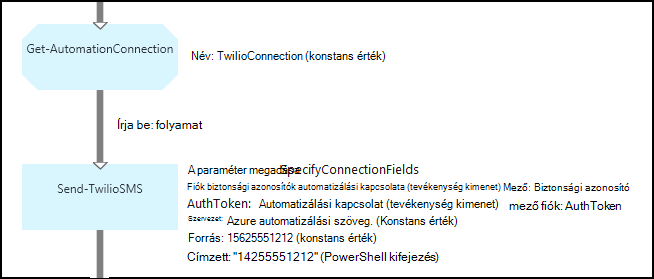 Get-AutomationConnection
Név: TwilioConnection (konstans érték)
Írja be: folyamat
Send-TwilioSMS
A paraméter megadása SpecifyConnectionFields
Fiók biztonsági azonosítók automatizálási kapcsolata (tevékenység kimenet) Mező: Biztonsági azonosító
AuthToken: Automatizálási kapcsolat (tevékenység kimenet) mező fiók: AuthToken
Szervezet: Azure automatizálási szöveg. (Konstans érték)
Forrás: 15625551212 (konstans érték)
Címzett: "14255551212" (PowerShell kifejezés)